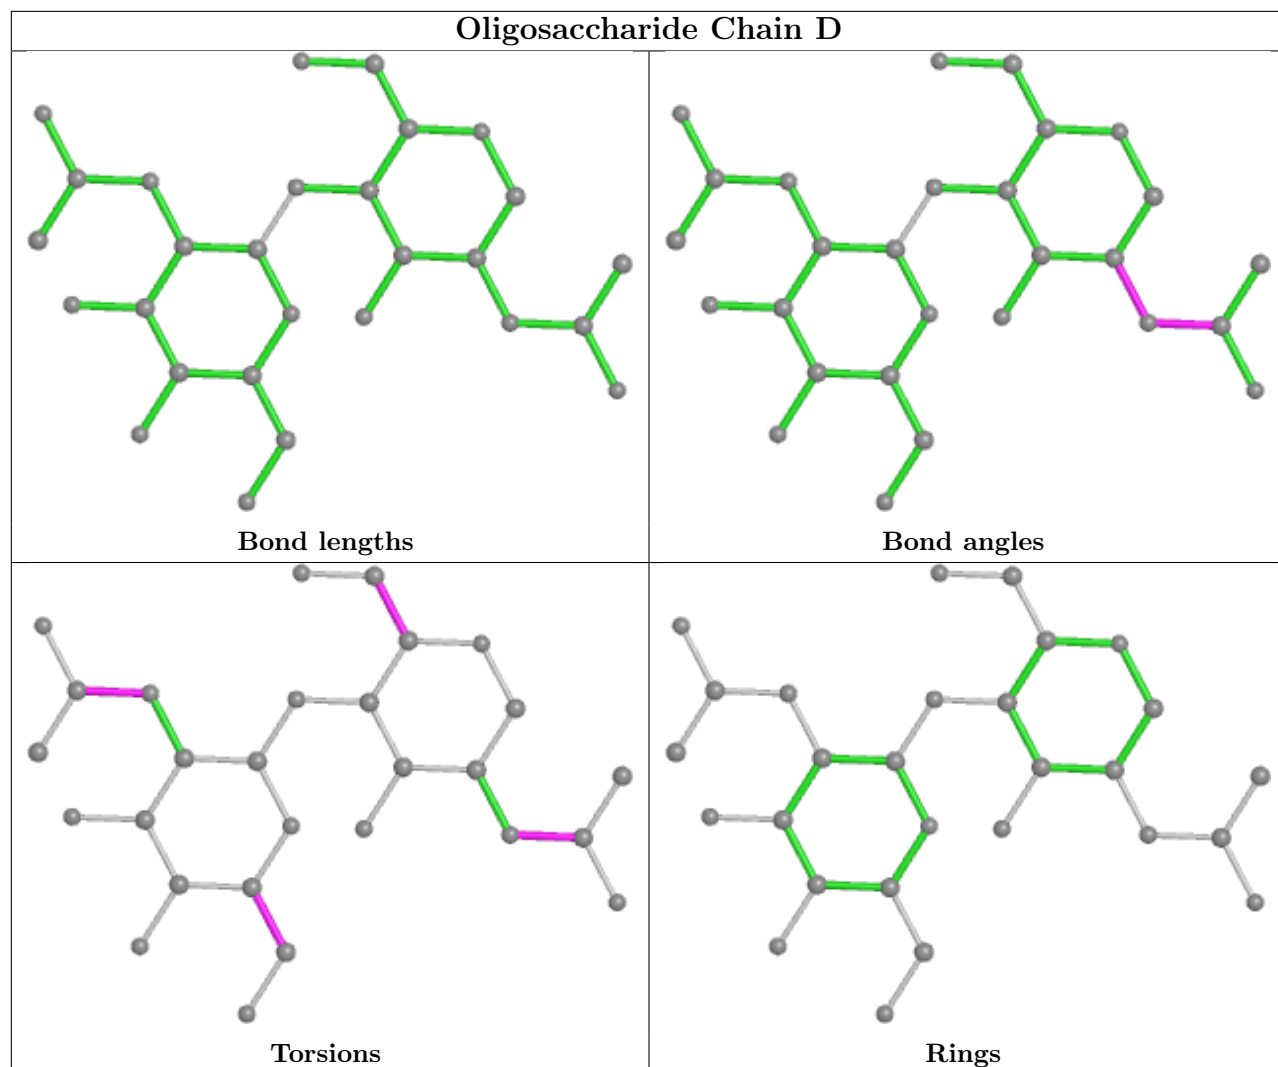 Oligosaccharide Chain D
Bond lengths
Bond angles
Torsions
Rings